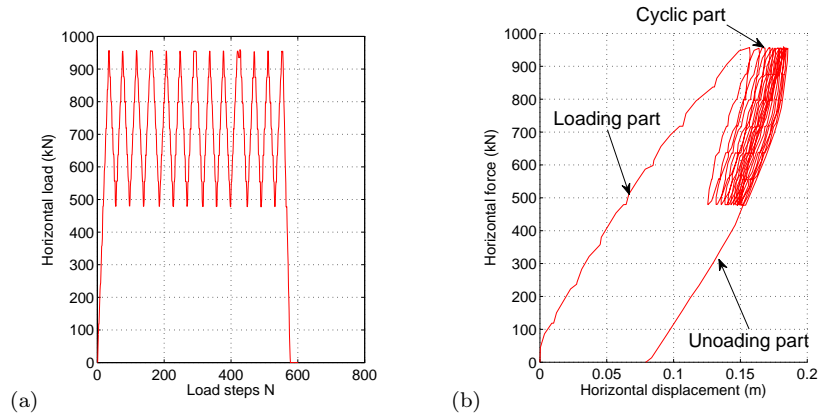 1000
900
800
700
600
500
400
300
200
100
0
0 200 400 600 800
Horizontal load (kN)
Load steps N
(a)
Cyclic part
Loading part
Unoading part
1000
900
800
700
600
500
400
300
200
100
0
0 0.05 0.1 0.15 0.2
Horizontal force (kN)
Horizontal displacement (m)
(b)